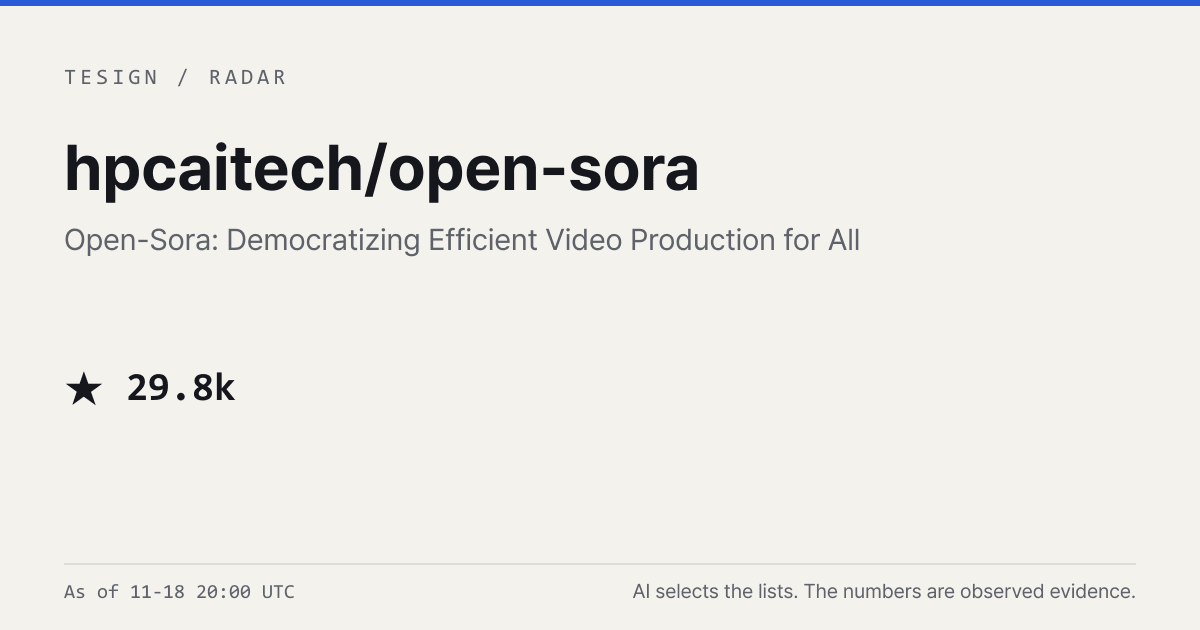 TESIGN / RADAR
hpcaitech/open-sora
Open-Sora: Democratizing Efficient Video Production for All
★ 29.8k
As of 11-18 20:00 UTC
AI selects the lists. The numbers are observed evidence.